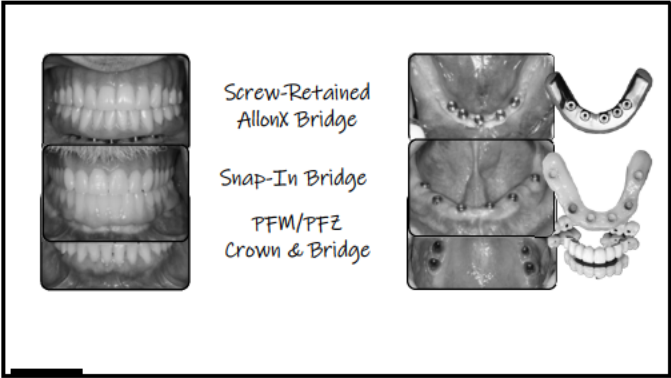 Screw-Retained
AllonX Bridge
Snap-In Bridge
PFM/PFZ
Crown & Bridge